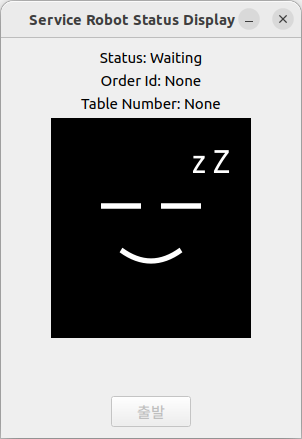 Service Robot Status Display
Status: Waiting
Order Id: None
Table Number: None
z Z
출발